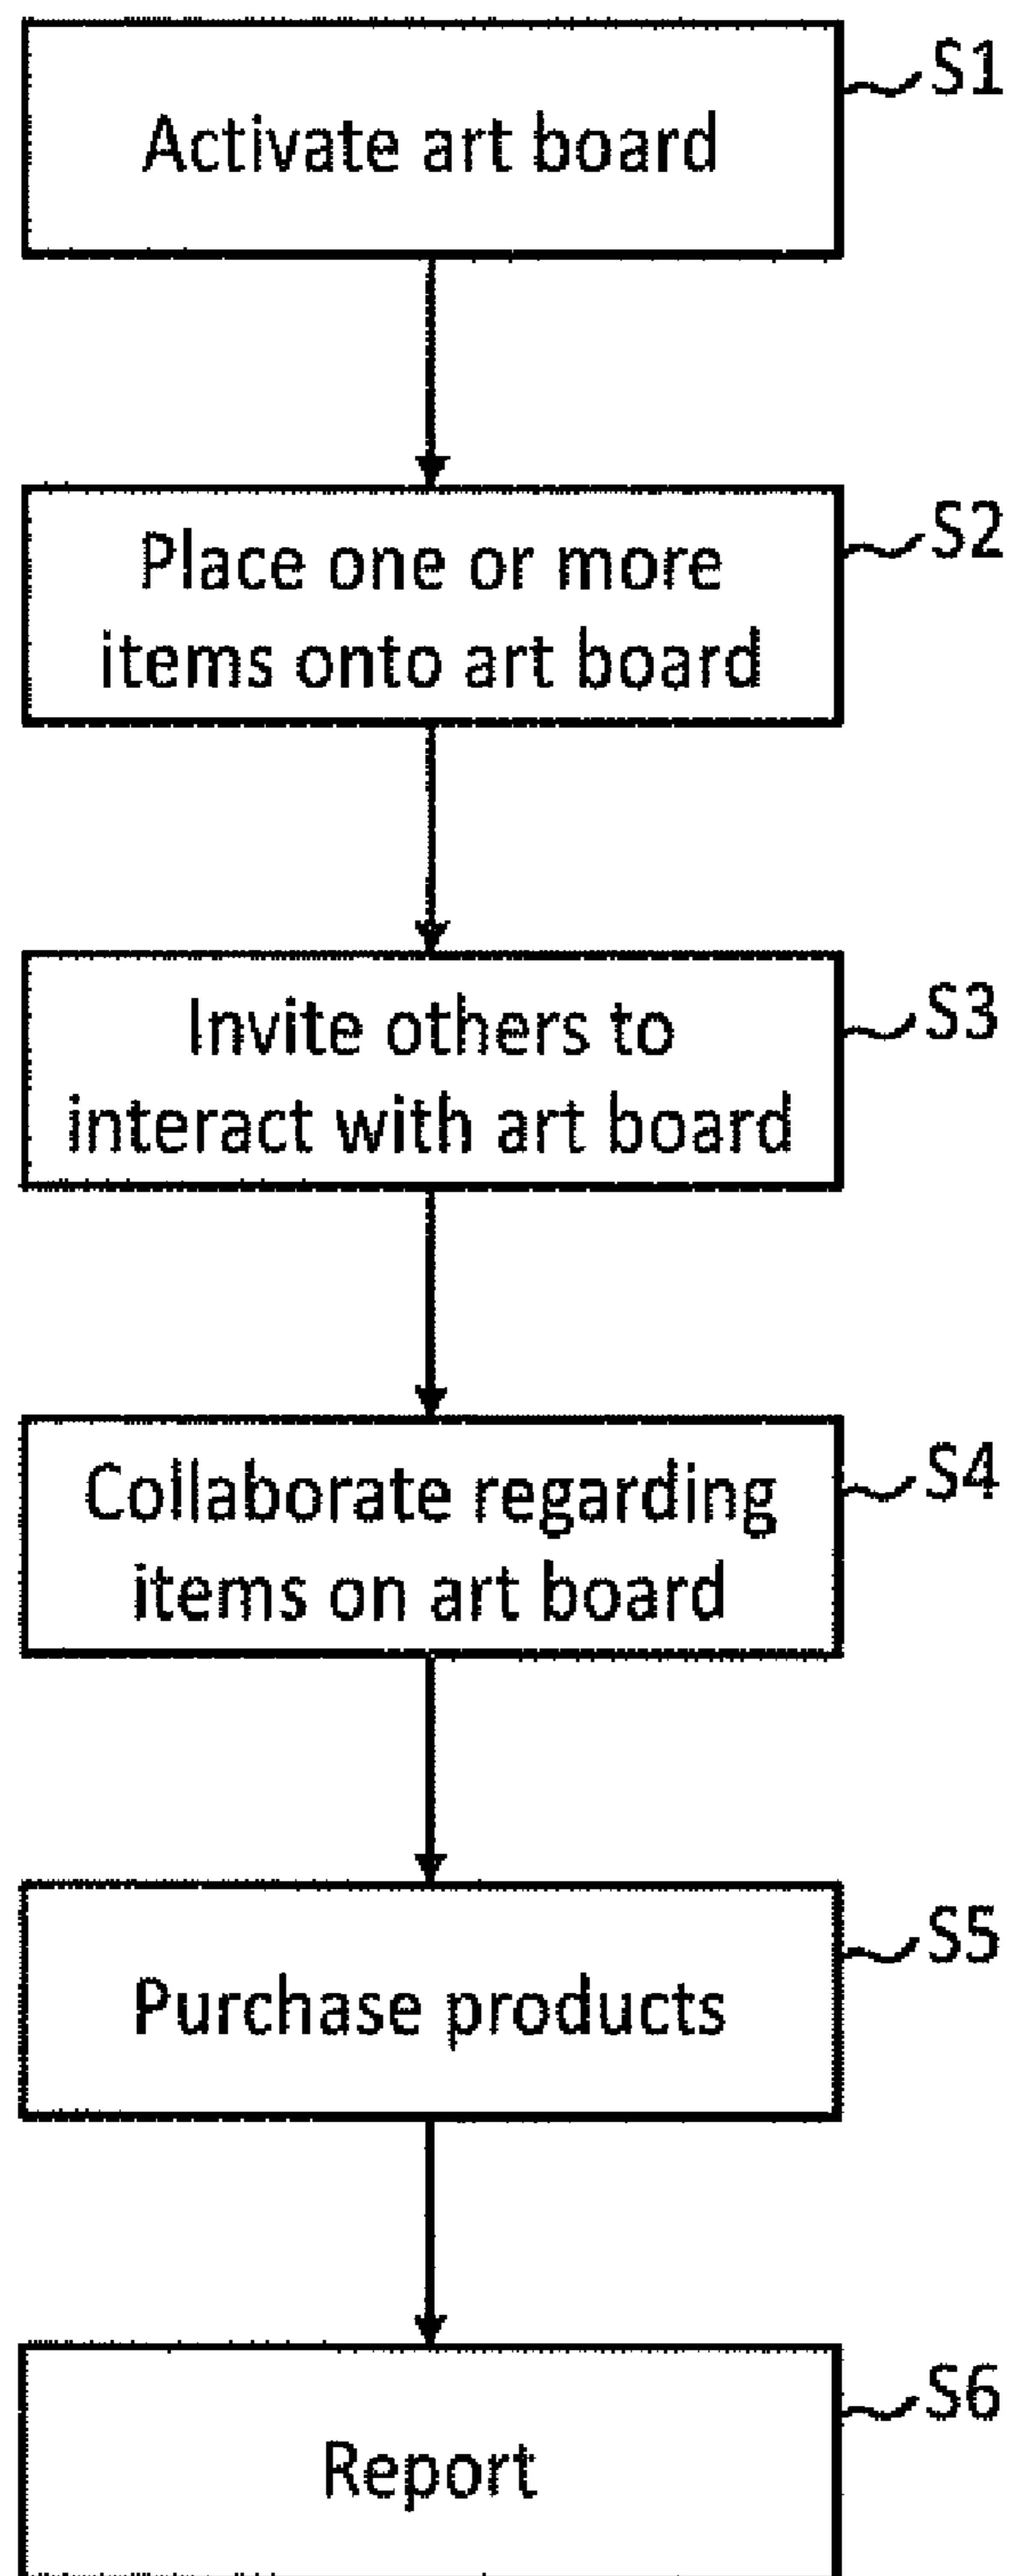 Activate art board
S1
Place one or more
items onto art board
S2
Invite others to
interact with art board
S3
Collaborate regarding
items on art board
S4
Purchase products
S5
Report
S6